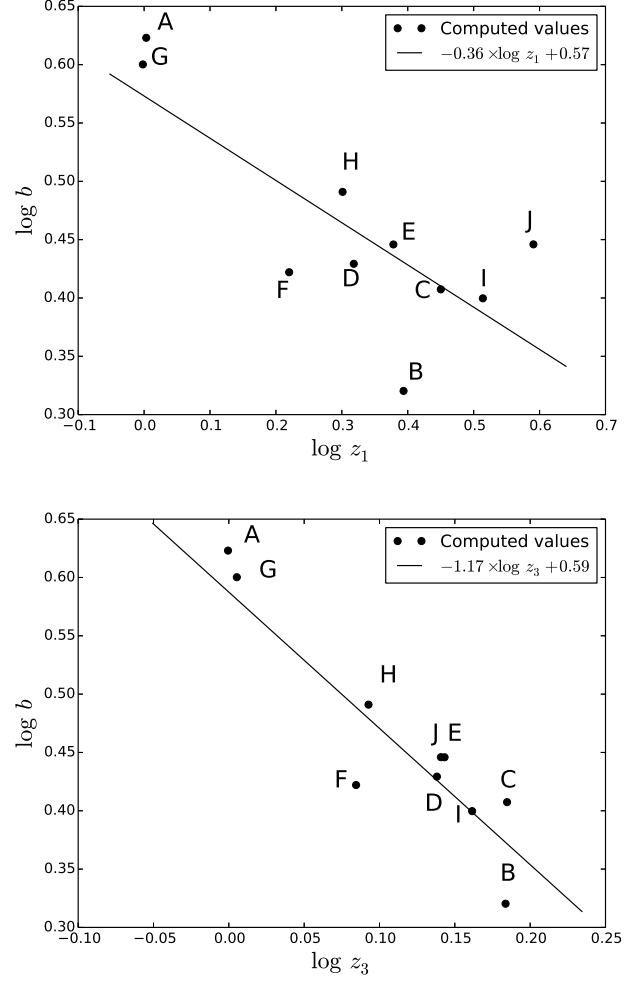 0.65
0.60
0.55
0.50
0.45
0.40
0.35
0.30
log b
A
G
H
E
J
D
F
C
I
B
Computed values
−0.36 ×log z₁ +0.57
−0.1 0.0 0.1 0.2 0.3 0.4 0.5 0.6 0.7
log z₁
0.65
0.60
0.55
0.50
0.45
0.40
0.35
0.30
log b
A
G
H
J E
F
D
I
C
B
Computed values
−1.17 ×log z₃ +0.59
−0.10 −0.05 0.00 0.05 0.10 0.15 0.20 0.25
log z₃